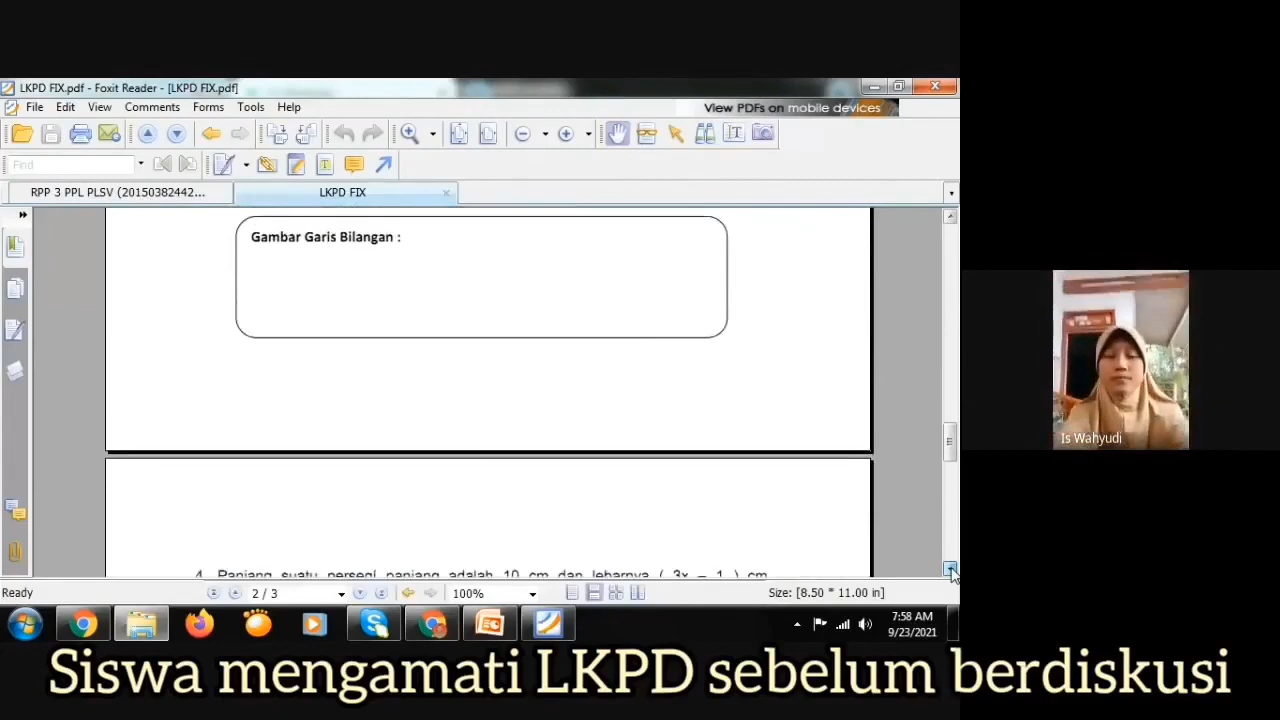 LKPD FIX.pdf - Foxit Reader - [LKPD FIX.pdf]
File Edit View Comments Forms Tools Help
View PDFs on mobile devices
Find
RPP 3 PPL PLSV (20150382442... LKPD FIX
Gambar Garis Bilangan :
4. Panjang suatu persegi panjang adalah 10 cm dan lebarnya ( 3x – 1 ) cm
Is Wahyudi
Ready 2 / 3 100% Size: [8.50 * 11.00 in]
7:58 AM
9/23/2021
Siswa mengamati LKPD sebelum berdiskusi